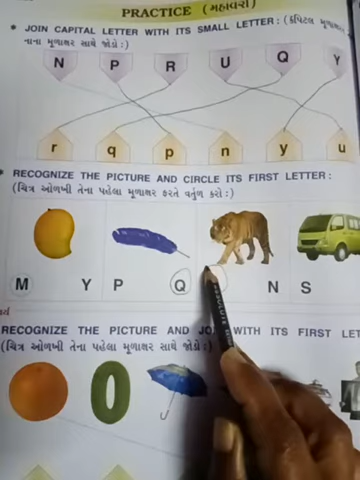 PRACTICE (મહાવરો)
* JOIN CAPITAL LETTER WITH ITS SMALL LETTER : (કૅપિટલ મૂળાક્ષર
નાના મૂળાક્ષર સાથે જોડો :)
N P R U Q Y
r q p n y u
* RECOGNIZE THE PICTURE AND CIRCLE ITS FIRST LETTER :
(ચિત્ર ઓળખી તેના પહેલા મૂળાક્ષર ફરતે વર્તુળ કરો :)
M Y P Q N S
RECOGNIZE THE PICTURE AND WITH ITS FIRST LET
(ચિત્ર ઓળખી તેના પહેલા મૂળાક્ષર સાથે જોડો :)